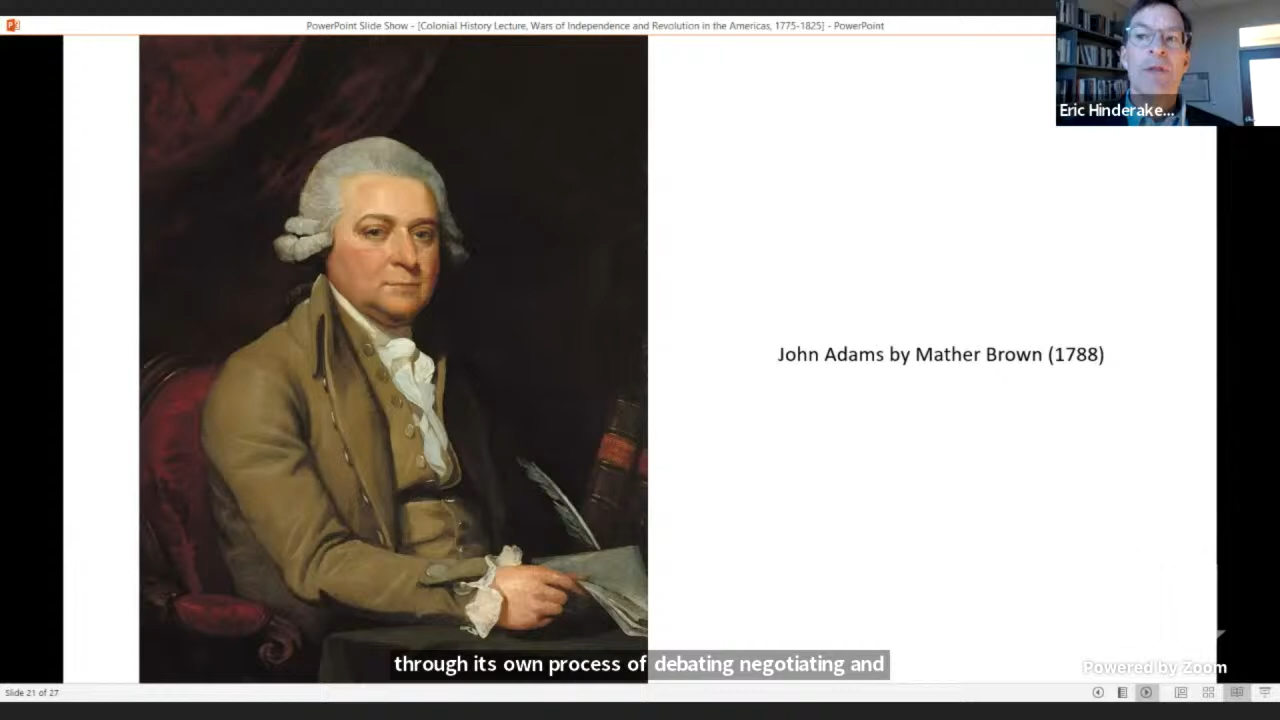 PowerPoint Slide Show - [Colonial History Lecture, Wars of Independence and Revolution in the Americas, 1775-1825] - PowerPoint
Eric Hinderake...
John Adams by Mather Brown (1788)
through its own process of debating negotiating and
Powered by Zoom
Slide 21 of 27